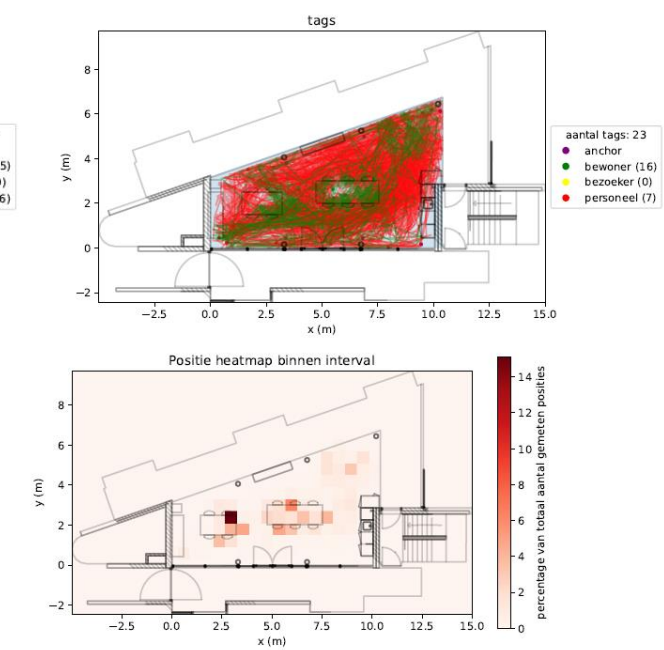 tags
8
6
4
2
0
−2
y (m)
−2.5 0.0 2.5 5.0 7.5 10.0 12.5 15.0
x (m)
5)
)
6)
aantal tags: 23
anchor
bewoner (16)
bezoeker (0)
personeel (7)
Positie heatmap binnen interval
8
6
4
2
0
−2
y (m)
−2.5 0.0 2.5 5.0 7.5 10.0 12.5 15.0
x (m)
14
12
10
8
6
4
2
0
percentage van totaal aantal gemeten posities